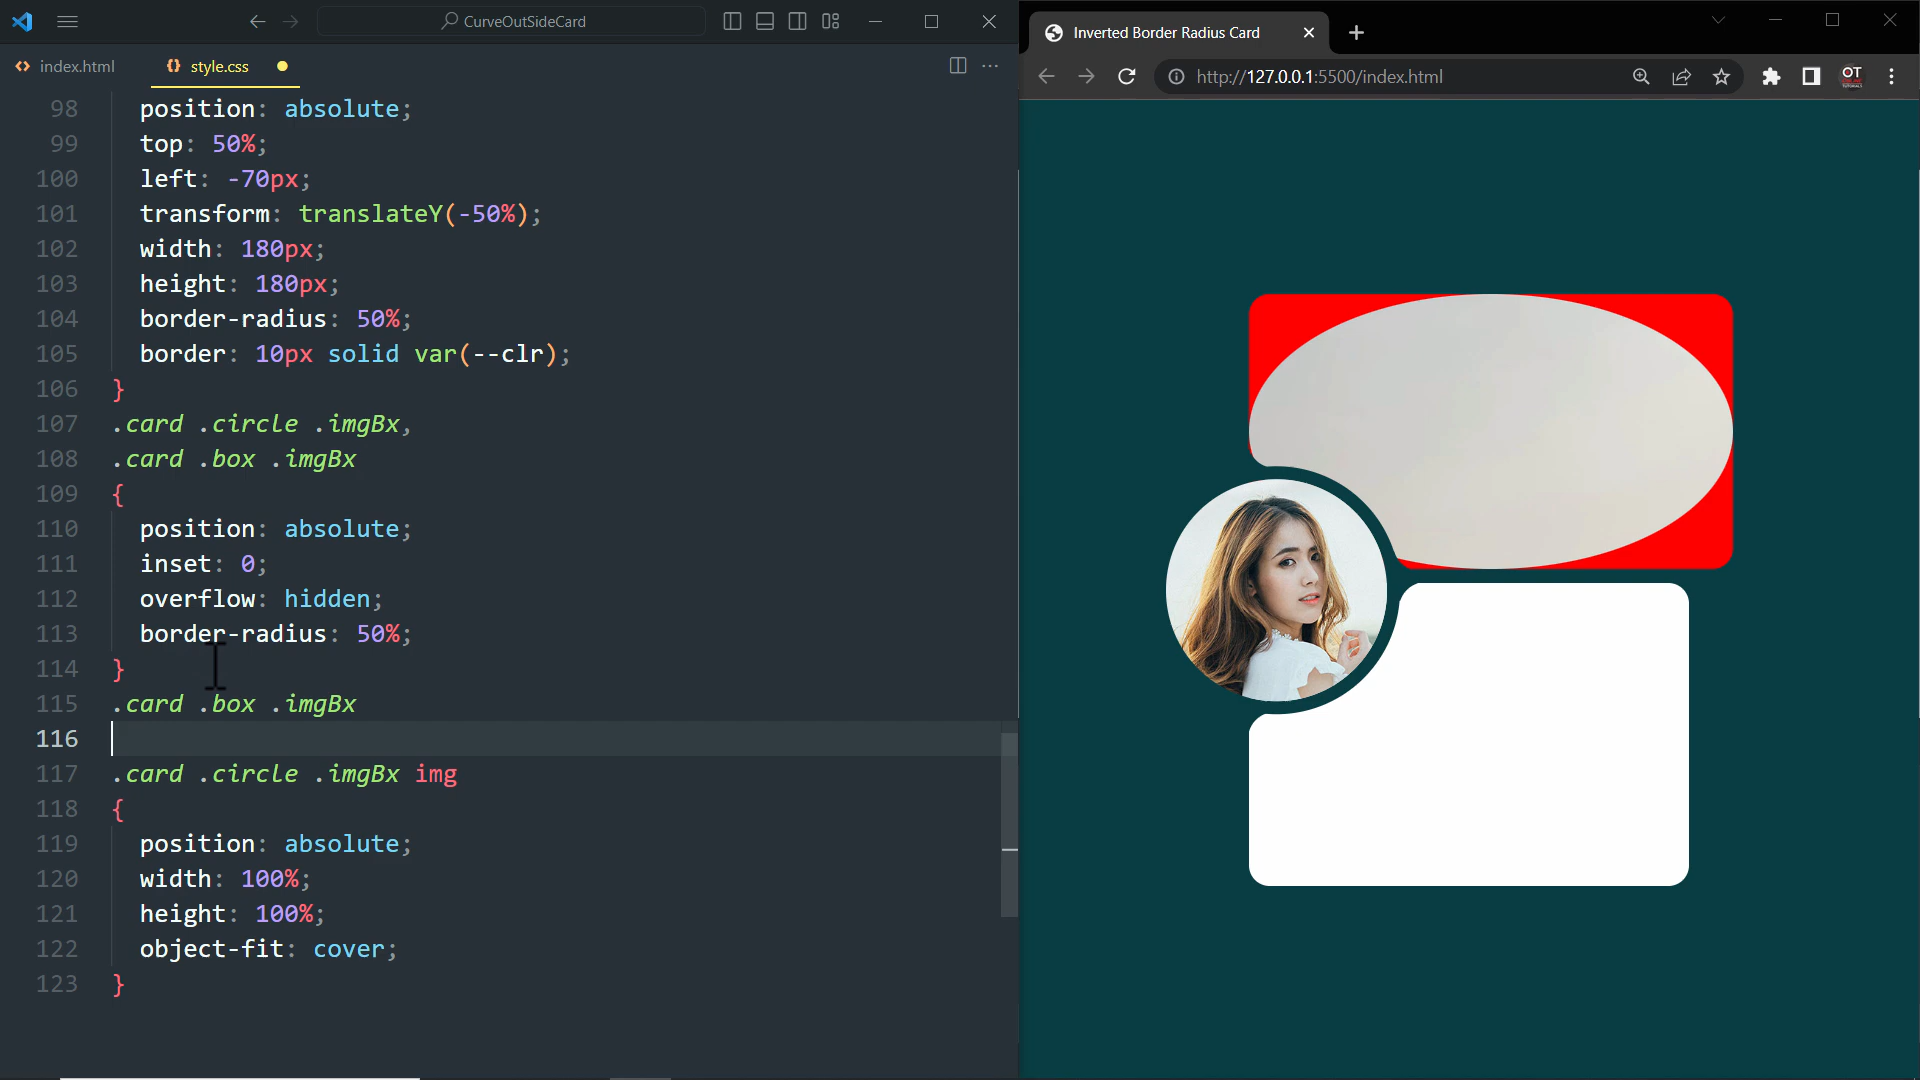 CurveOutSideCard
index.html
style.css
98 position: absolute;
99 top: 50%;
100 left: -70px;
101 transform: translateY(-50%);
102 width: 180px;
103 height: 180px;
104 border-radius: 50%;
105 border: 10px solid var(--clr);
106 }
107 .card .circle .imgBx,
108 .card .box .imgBx
109 {
110 position: absolute;
111 inset: 0;
112 overflow: hidden;
113 border-radius: 50%;
114 }
115 .card .box .imgBx
116
117 .card .circle .imgBx img
118 {
119 position: absolute;
120 width: 100%;
121 height: 100%;
122 object-fit: cover;
123 }
Inverted Border Radius Card
http://127.0.0.1:5500/index.html
OT